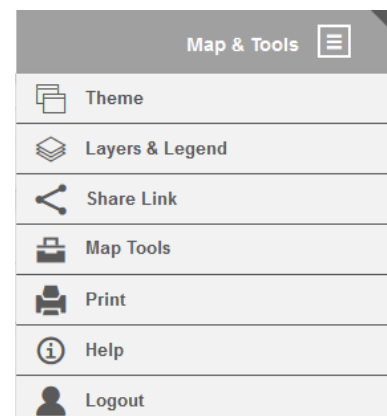 Map & Tools
Theme
Layers & Legend
Share Link
Map Tools
Print
Help
Logout